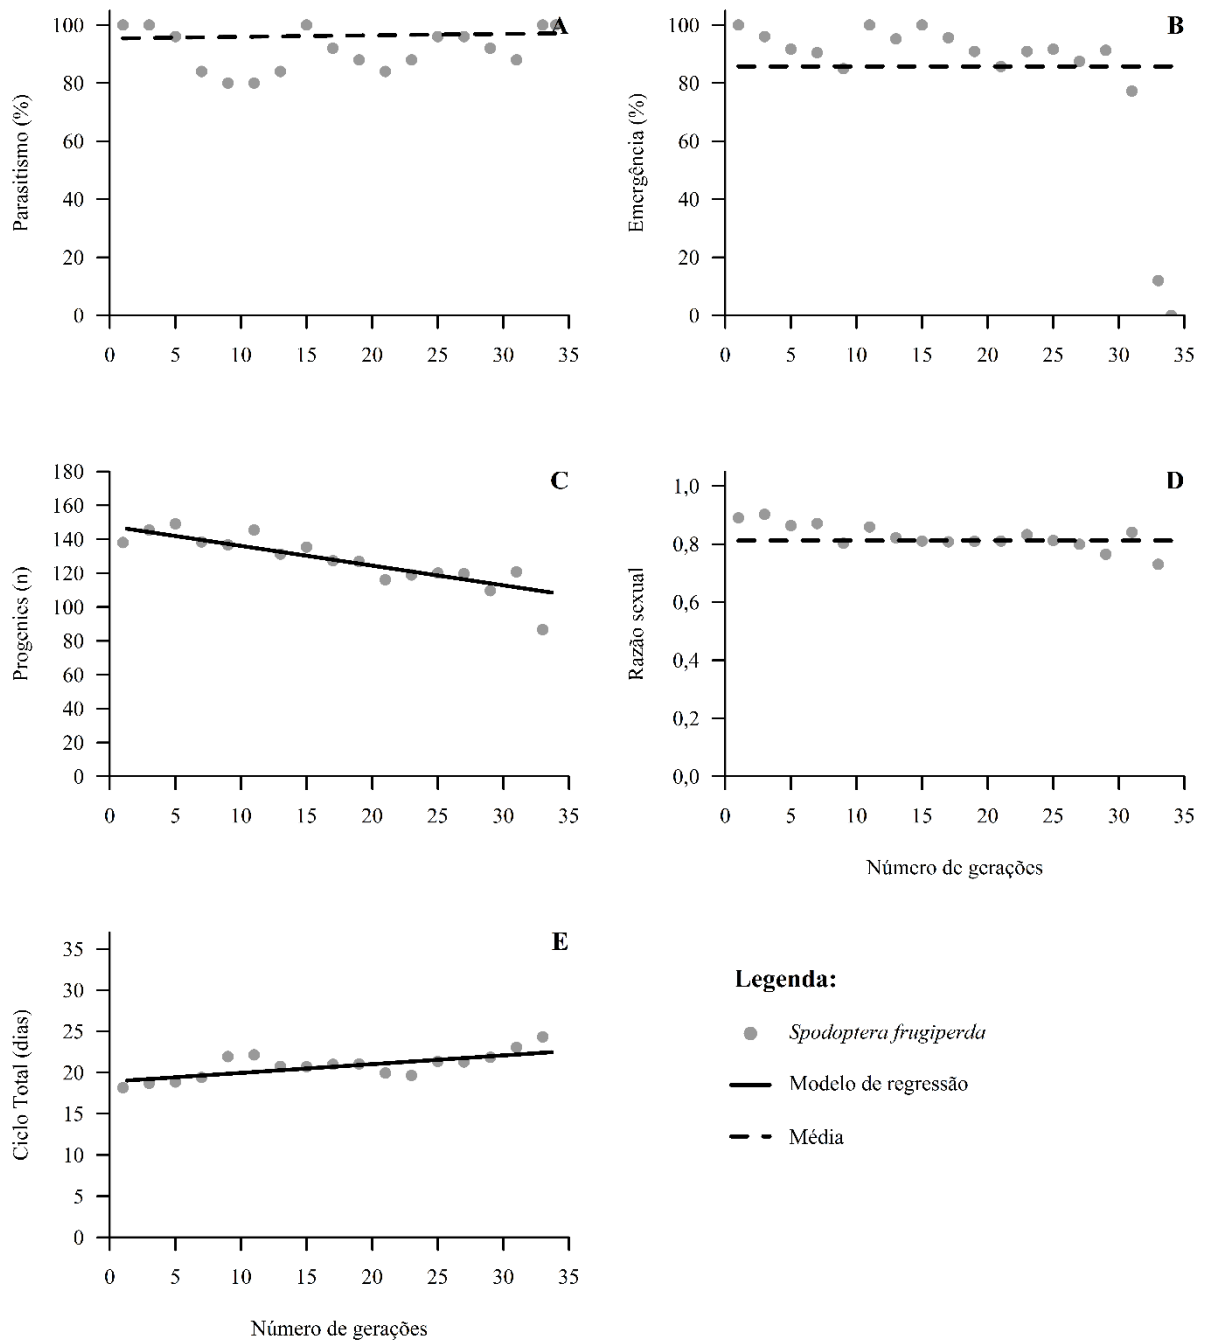 A
100
80
60
40
20
0
Parasitismo (%)
0 5 10 15 20 25 30 35
B
100
80
60
40
20
0
Emergência (%)
0 5 10 15 20 25 30 35
C
180
160
140
120
100
80
60
40
20
0
Progenies (n)
0 5 10 15 20 25 30 35
D
1,0
0,8
0,6
0,4
0,2
0,0
Razão sexual
0 5 10 15 20 25 30 35
Número de gerações
E
35
30
25
20
15
10
5
0
Ciclo Total (dias)
0 5 10 15 20 25 30 35
Número de gerações
Legenda:
Spodoptera frugiperda
Modelo de regressão
Média